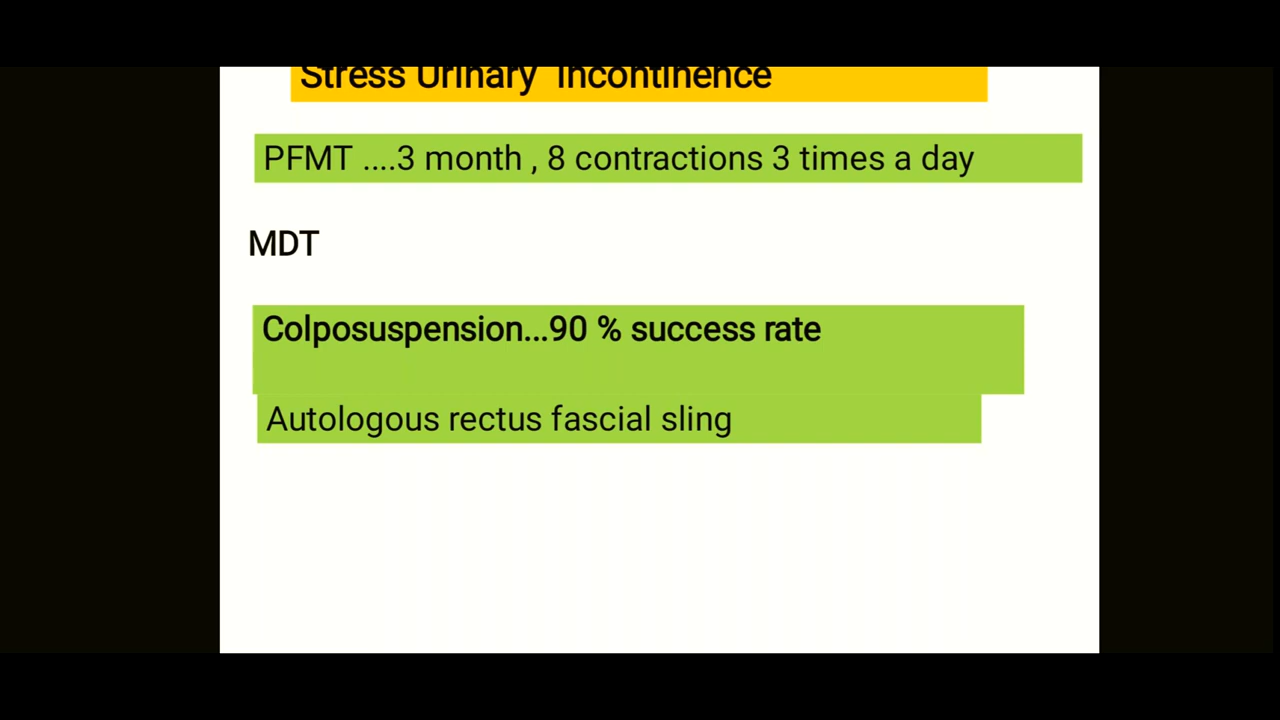 Stress Urinary Incontinence
PFMT ....3 month , 8 contractions 3 times a day
MDT
Colposuspension...90 % success rate
Autologous rectus fascial sling